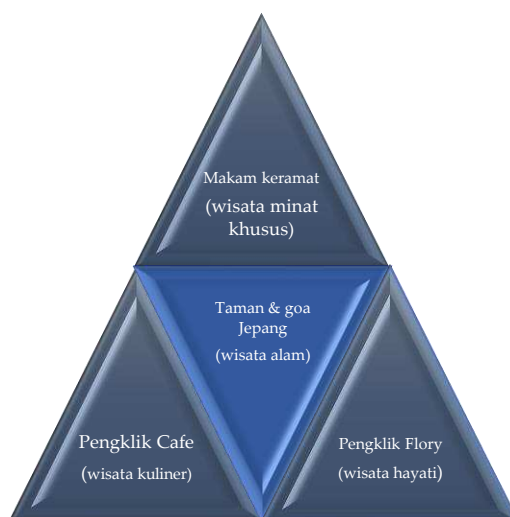 Makam keramat
(wisata minat
khusus)
Taman & goa
Jepang
(wisata alam)
Pengklik Cafe
(wisata kuliner)
Pengklik Flory
(wisata hayati)